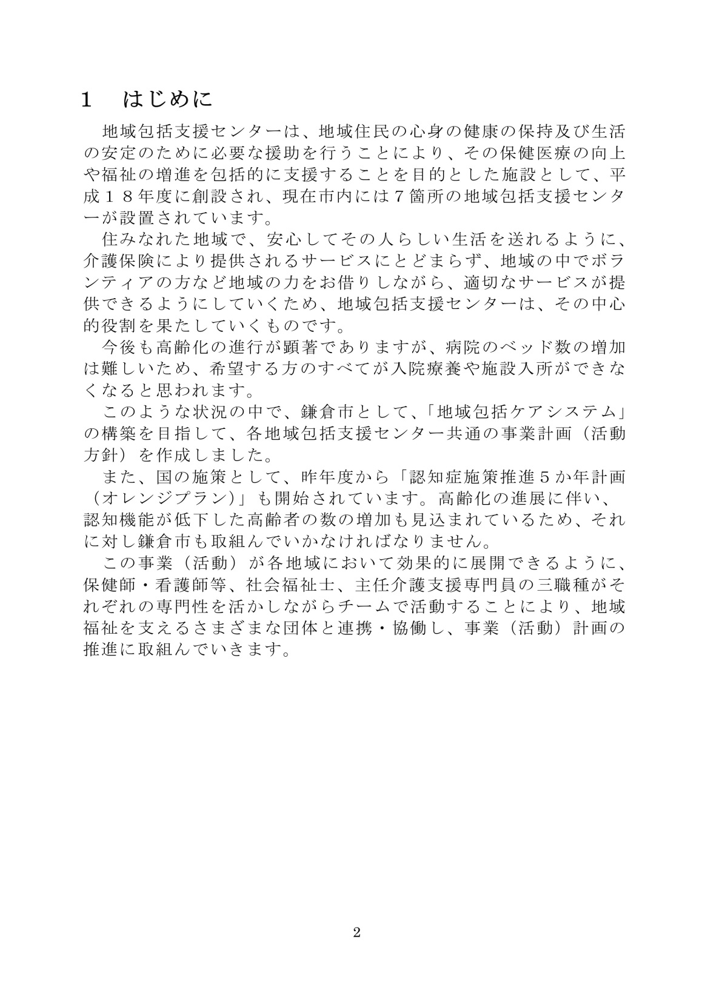 1　はじめに
　地域包括支援センターは、地域住民の心身の健康の保持及び生活
の安定のために必要な援助を行うことにより、その保健医療の向上
や福祉の増進を包括的に支援することを目的とした施設として、平
成１８年度に創設され、現在市内には７箇所の地域包括支援センタ
ーが設置されています。
　住みなれた地域で、安心してその人らしい生活を送れるように、
介護保険により提供されるサービスにとどまらず、地域の中でボラ
ンティアの方など地域の力をお借りしながら、適切なサービスが提
供できるようにしていくため、地域包括支援センターは、その中心
的役割を果たしていくものです。
　今後も高齢化の進行が顕著でありますが、病院のベッド数の増加
は難しいため、希望する方のすべてが入院療養や施設入所ができな
くなると思われます。
　このような状況の中で、鎌倉市として、「地域包括ケアシステム」
の構築を目指して、各地域包括支援センター共通の事業計画（活動
方針）を作成しました。
　また、国の施策として、昨年度から「認知症施策推進５か年計画
（オレンジプラン）」も開始されています。高齢化の進展に伴い、
認知機能が低下した高齢者の数の増加も見込まれているため、それ
に対し鎌倉市も取組んでいかなければなりません。
　この事業（活動）が各地域において効果的に展開できるように、
保健師・看護師等、社会福祉士、主任介護支援専門員の三職種がそ
れぞれの専門性を活かしながらチームで活動することにより、地域
福祉を支えるさまざまな団体と連携・協働し、事業（活動）計画の
推進に取組んでいきます。
2